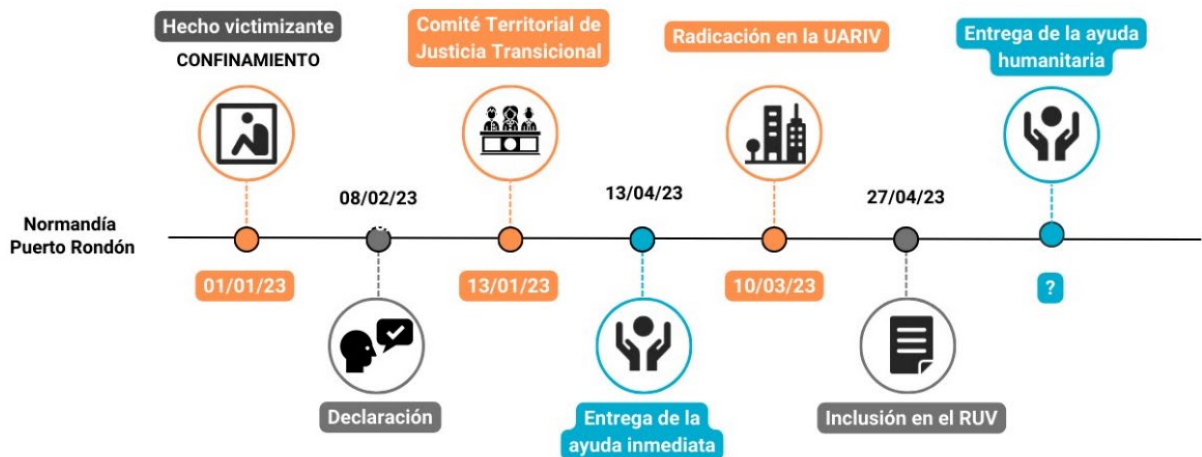 Hecho victimizante
CONFINAMIENTO
Comité Territorial de
Justicia Transicional
Radicación en la UARIV
Entrega de la ayuda
humanitaria
08/02/23
13/04/23
27/04/23
Normandía
Puerto Rondón
01/01/23
13/01/23
10/03/23
?
Declaración
Entrega de la
ayuda inmediata
Inclusión en el RUV